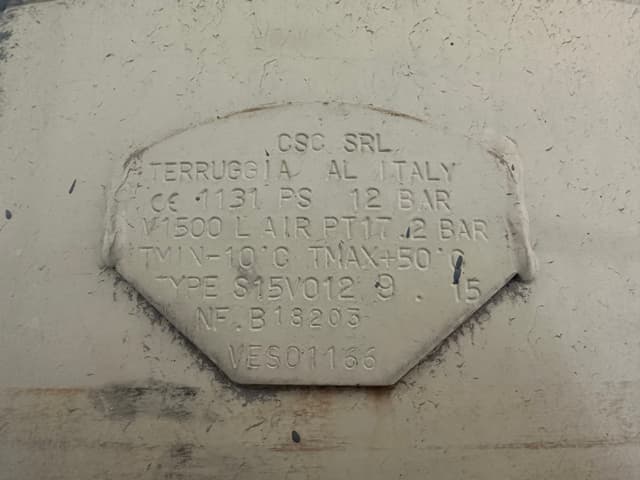 CSC SRL
TERRUGGIA AL ITALY
CE 1131 PS 12 BAR
V1500 L AIR PT17.2 BAR
TMIN-10°C TMAX+50°C
TYPE S15V012 9.15
NF.B18203
VES01166